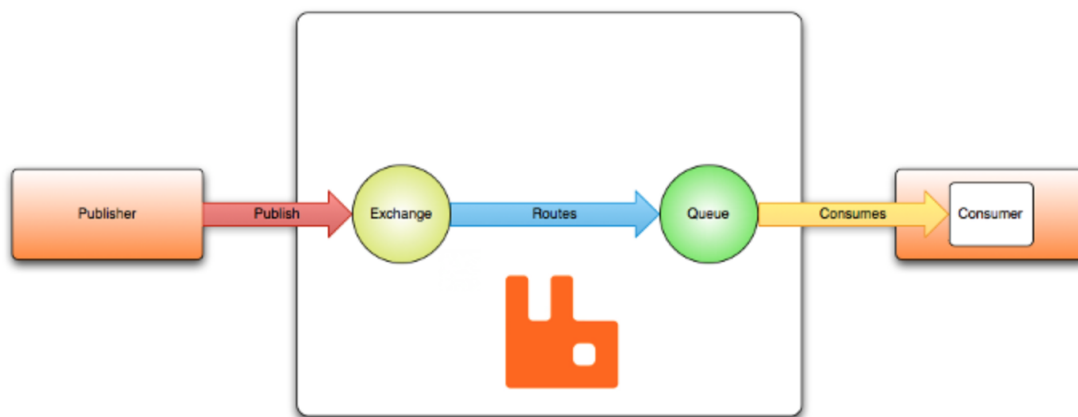 Publisher
Publish
Exchange
Routes
Queue
Consumes
Consumer